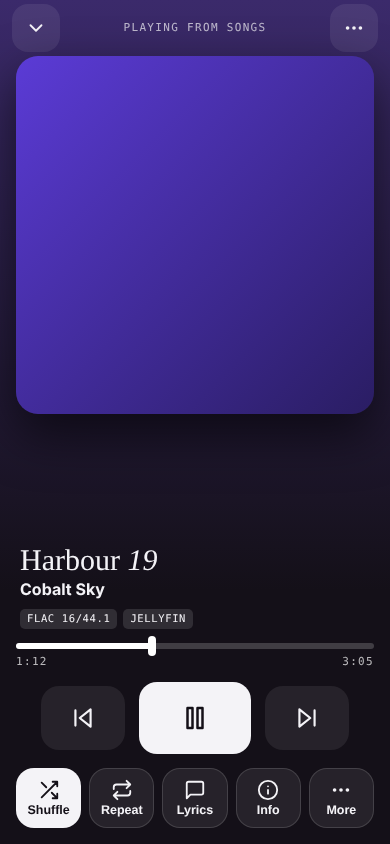 PLAYING FROM SONGS
Harbour 19
Cobalt Sky
FLAC 16/44.1 JELLYFIN
1:12 3:05
Shuffle Repeat Lyrics Info More